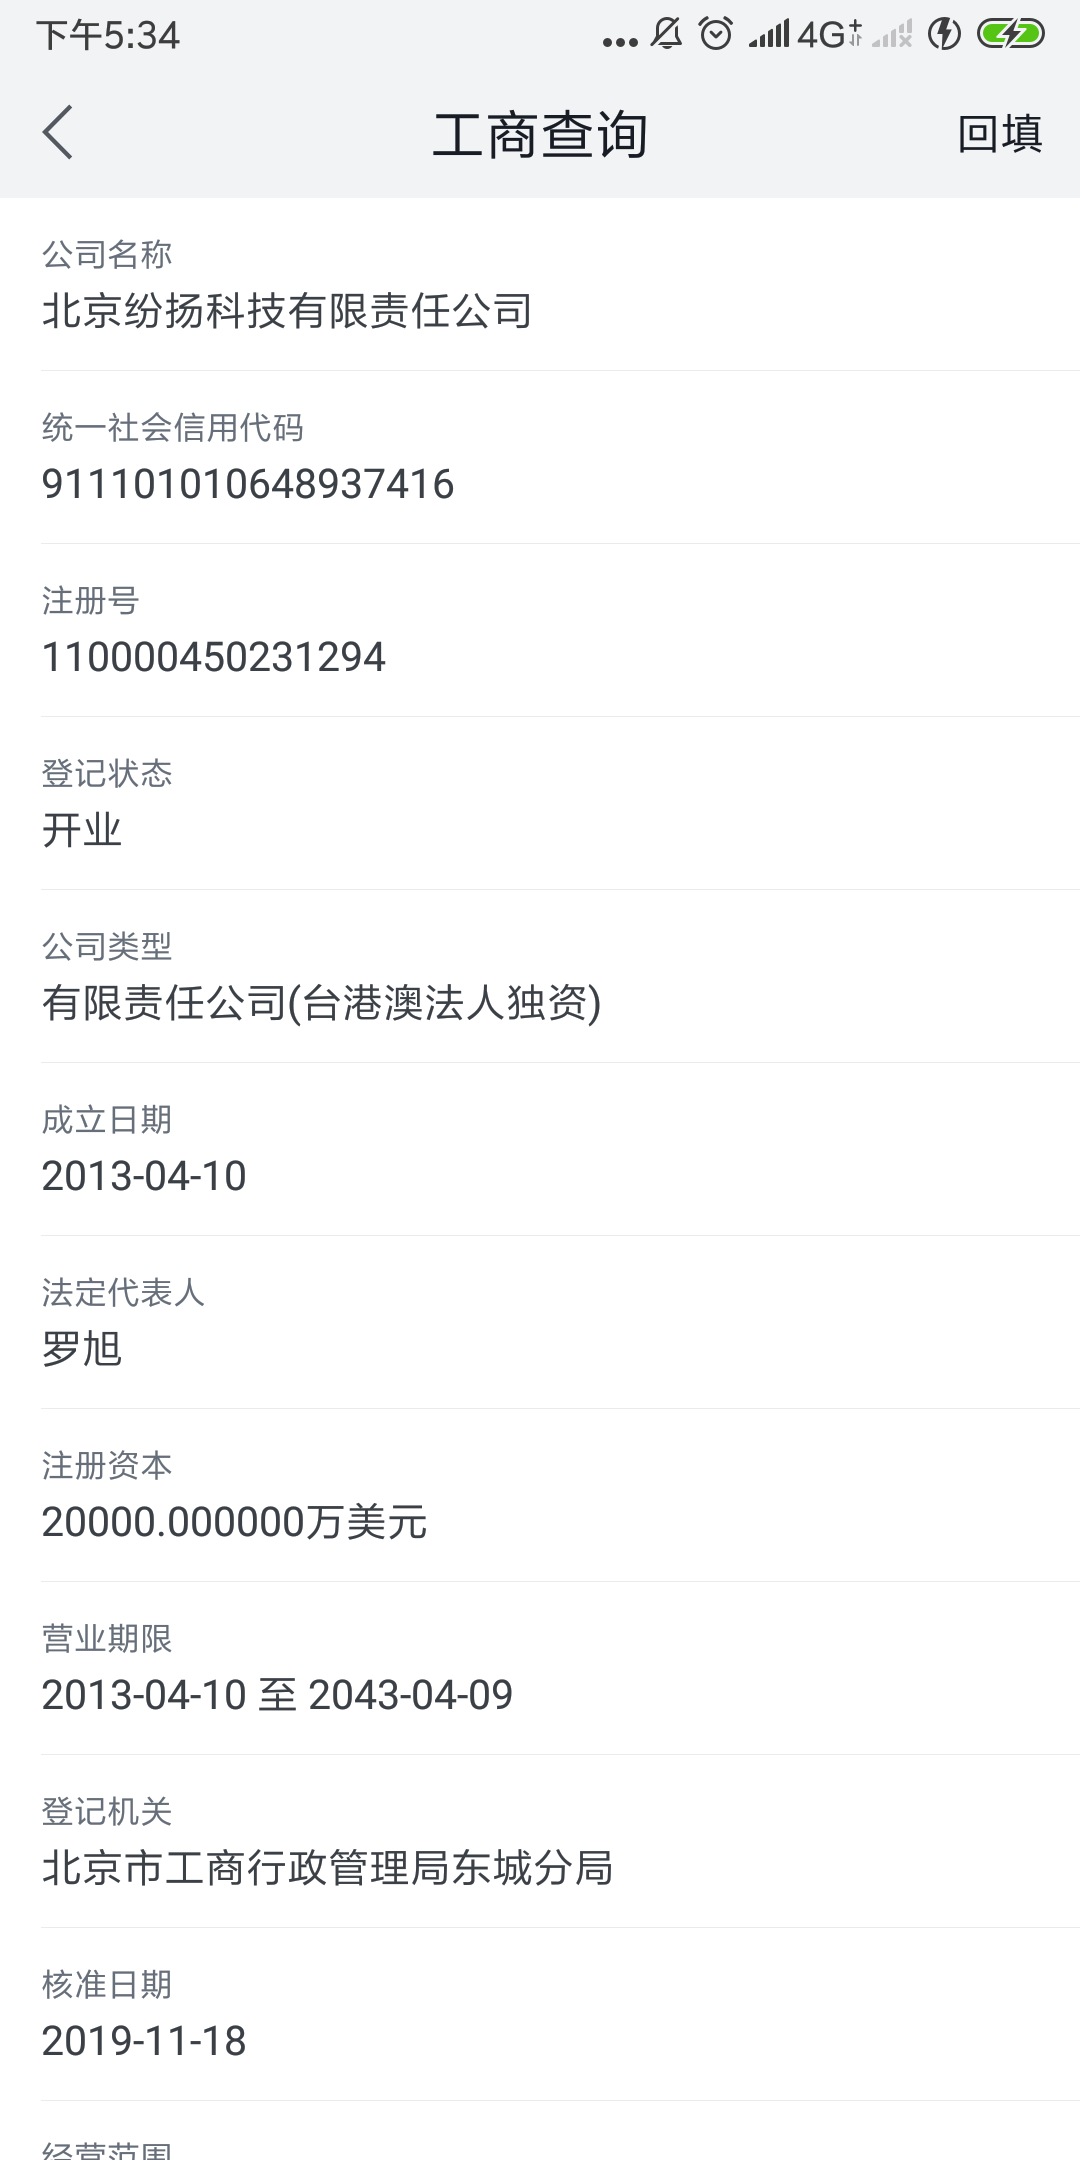 下午5:34
4G+
工商查询
回填
公司名称
北京纷扬科技有限责任公司
统一社会信用代码
911101010648937416
注册号
110000450231294
登记状态
开业
公司类型
有限责任公司(台港澳法人独资)
成立日期
2013-04-10
法定代表人
罗旭
注册资本
20000.000000万美元
营业期限
2013-04-10 至 2043-04-09
登记机关
北京市工商行政管理局东城分局
核准日期
2019-11-18
经营范围